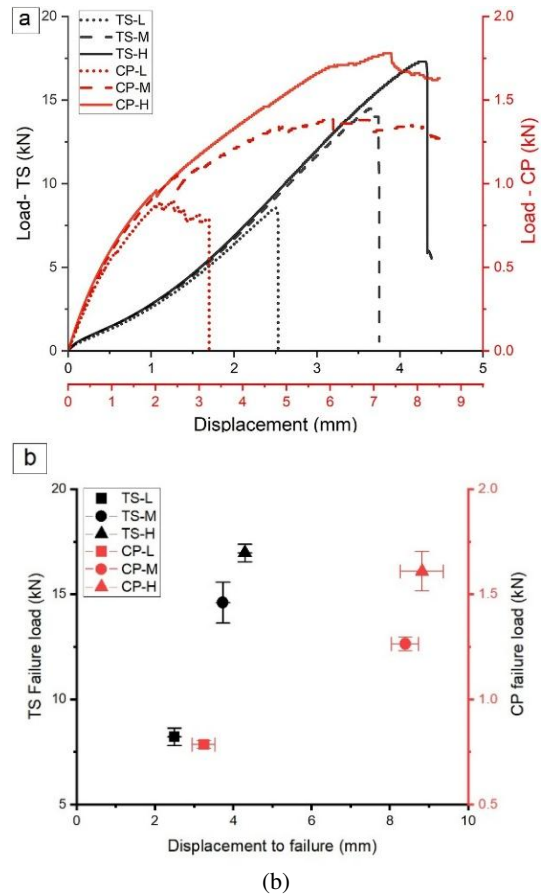 a
TS-L
TS-M
TS-H
CP-L
CP-M
CP-H
20
15
10
5
0
Load- TS (kN)
2.0
1.5
1.0
0.5
0.0
Load - CP (kN)
0 1 2 3 4 5
0 1 2 3 4 5 6 7 8 9
Displacement (mm)
b
TS-L
TS-M
TS-H
CP-L
CP-M
CP-H
20
15
10
5
TS Failure load (kN)
2.0
1.5
1.0
0.5
CP failure load (kN)
0 2 4 6 8 10
Displacement to failure (mm)
(b)